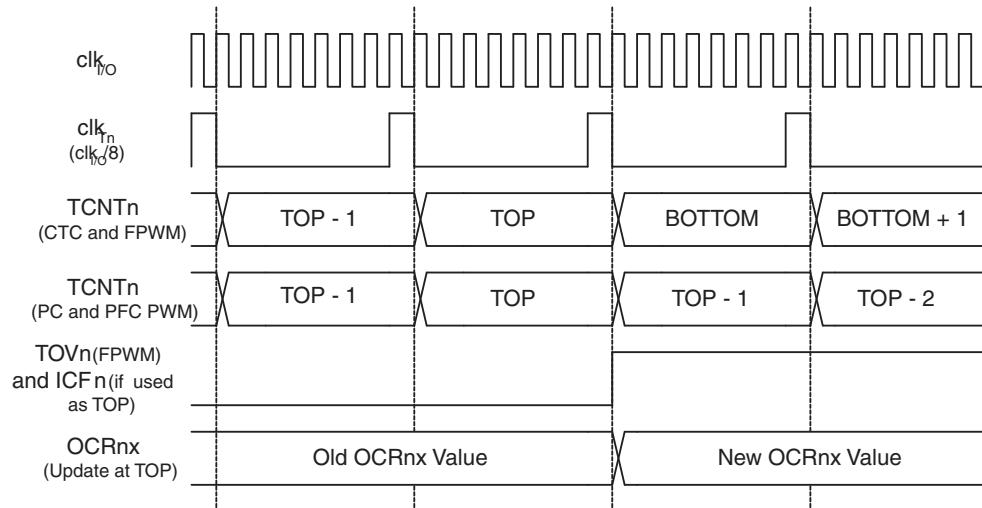 clkI/O
clkTn
(clkI/O/8)
TCNTn
(CTC and FPWM)
TOP - 1
TOP
BOTTOM
BOTTOM + 1
TCNTn
(PC and PFC PWM)
TOP - 1
TOP
TOP - 1
TOP - 2
TOVn(FPWM)
and ICFn(if used
as TOP)
OCRnx
(Update at TOP)
Old OCRnx Value
New OCRnx Value